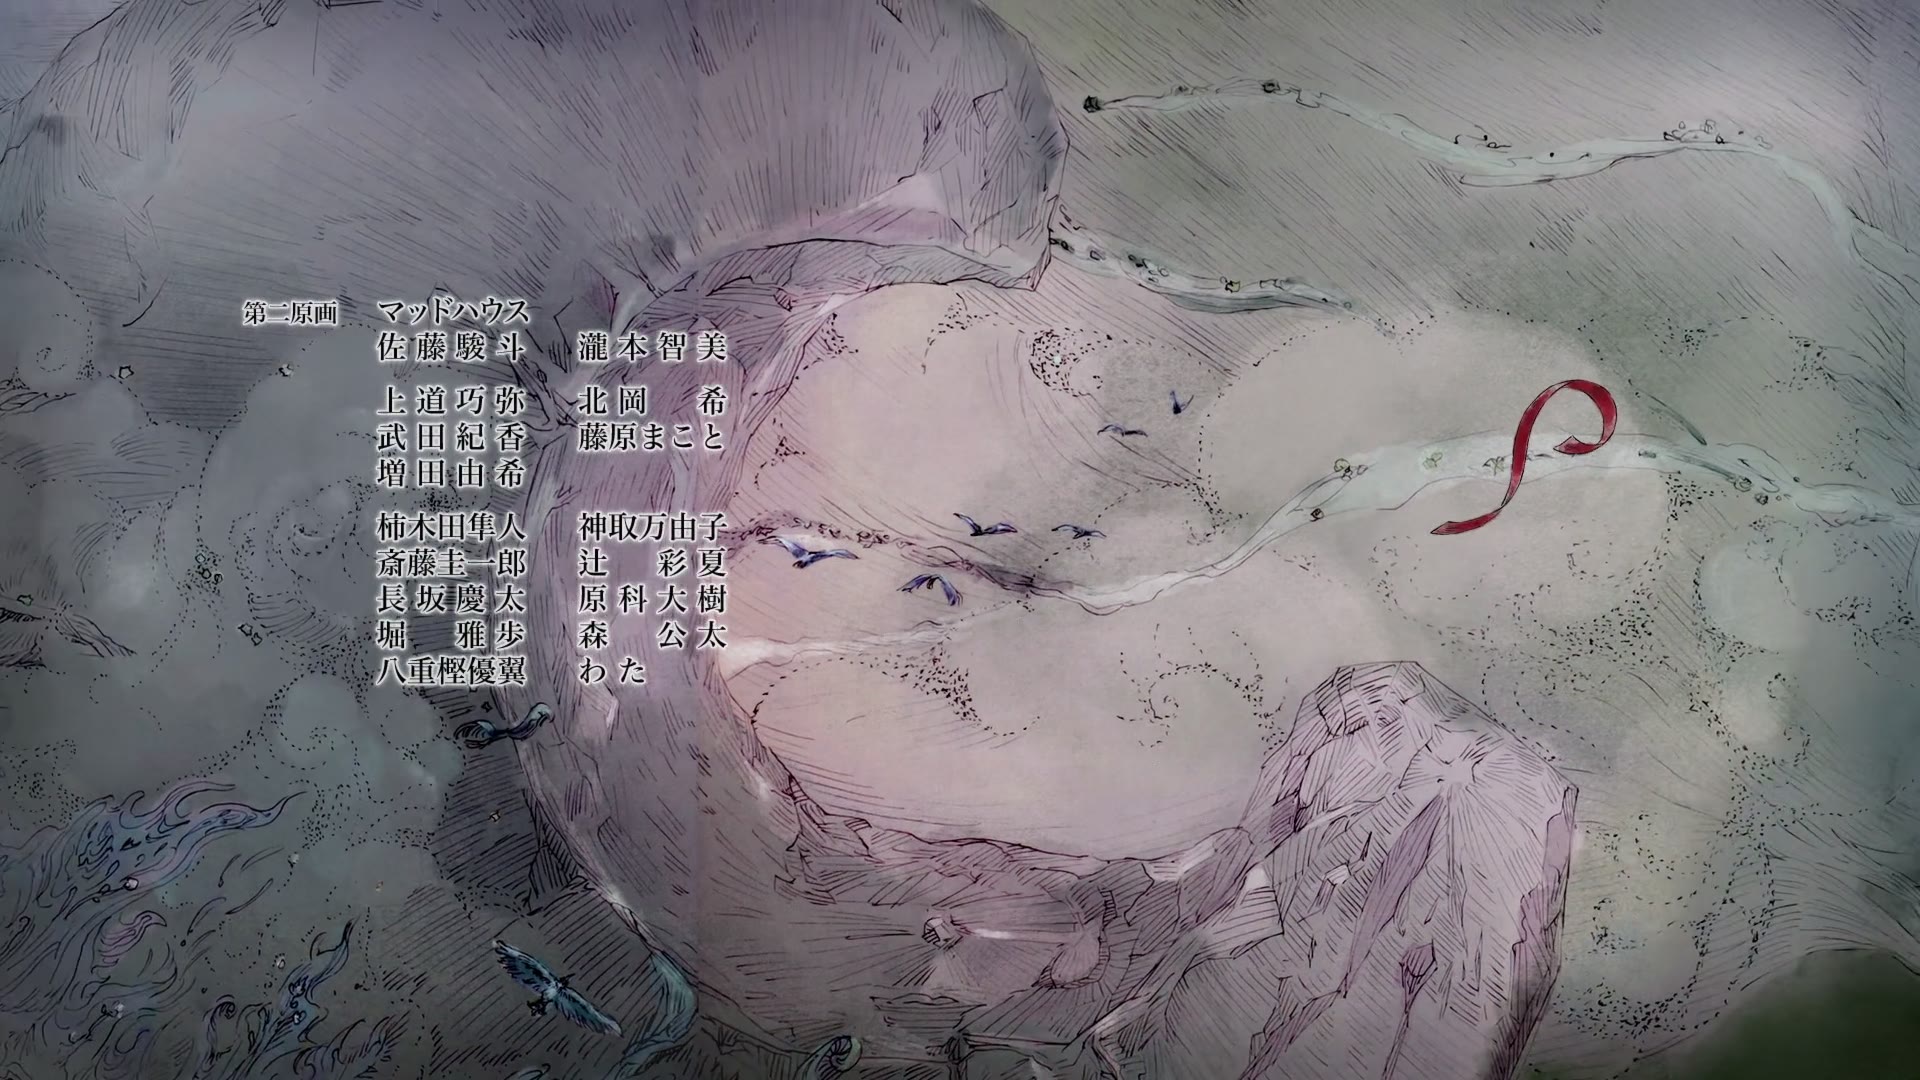 第二原画 マッドハウス
佐藤駿斗 瀧本智美
上道巧弥 北岡希
武田紀香 藤原まこと
増田由希
柿木田隼人 神取万由子
斎藤圭一郎 辻彩夏
長坂慶太 原科大樹
堀雅歩 森公太
八重樫優翼 わた